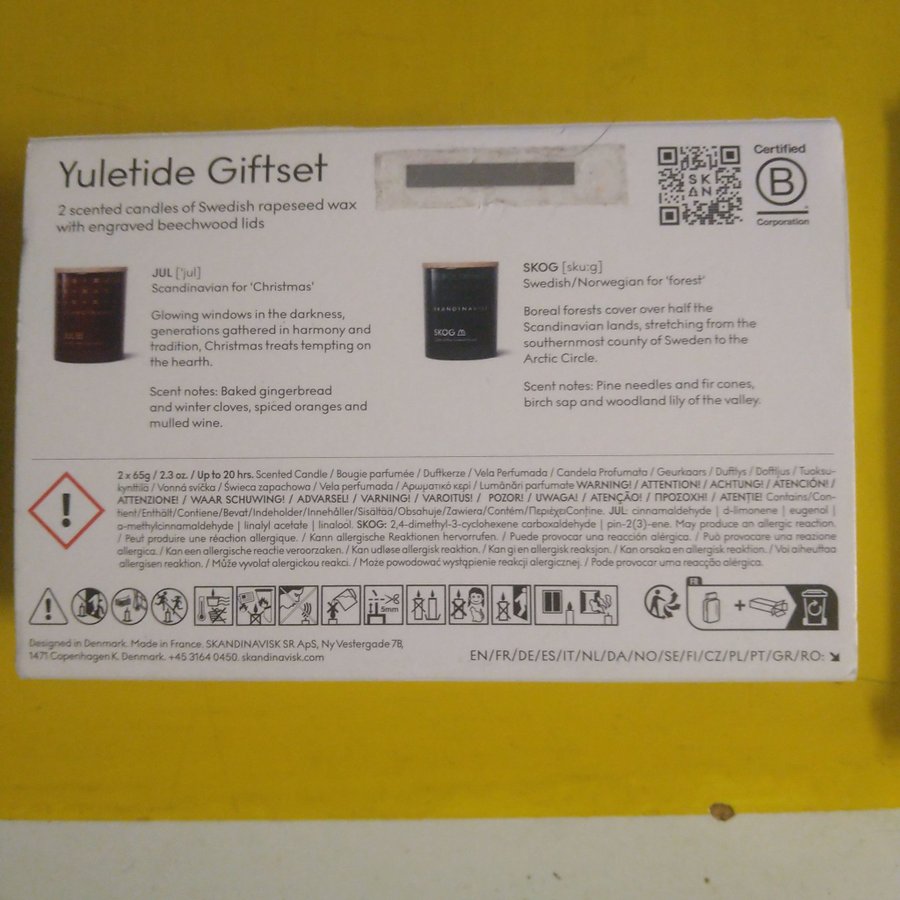 Yuletide Giftset
2 scented candles of Swedish rapeseed wax
with engraved beechwood lids
SKAN
Certified
B
Corporation
JUL ['jul]
Scandinavian for 'Christmas'
Glowing windows in the darkness,
generations gathered in harmony and
tradition, Christmas treats tempting on
the hearth.
Scent notes: Baked gingerbread
and winter cloves, spiced oranges and
mulled wine.
JUL
SKOG [sku:g]
Swedish/Norwegian for 'forest'
Boreal forests cover over half the
Scandinavian lands, stretching from the
southernmost county of Sweden to the
Arctic Circle.
Scent notes: Pine needles and fir cones,
birch sap and woodland lily of the valley.
SKANDINAVISK
SKOG
2 x 65g / 2.3 oz. / Up to 20 hrs. Scented Candle / Bougie parfumée / Duftkerze / Vela Perfumada / Candela Profumata / Geurkaars / Duftlys / Doftljus / Tuoksu-
kynttilä / Vonná svíčka / Świeca zapachowa / Vela perfumada / Αρωματικό κερί / Lumânări parfumate WARNING! / ATTENTION! / ACHTUNG! / ATENCIÓN! /
ATTENZIONE! / WAAR SCHUWING! / ADVARSEL! / VARNING! / VAROITUS! / POZOR! / UWAGA! / ATENÇÃO! / ΠΡΟΣΟΧΗ! / ATENȚIE! Contains/Con-
tient/Enthält/Contiene/Bevat/Indeholder/Innehåller/Sisältää/Obsahuje/Zawiera/Contém/Περιέχει/Conține. JUL: cinnamaldehyde | d-limonene | eugenol |
a-methylcinnamaldehyde | linalyl acetate | linalool. SKOG: 2,4-dimethyl-3-cyclohexene carboxaldehyde | pin-2(3)-ene. May produce an allergic reaction.
/ Peut produire une réaction allergique. / Kann allergische Reaktionen hervorrufen. / Puede provocar una reacción alérgica. / Può provocare una reazione
allergica. / Kan een allergische reactie veroorzaken. / Kan udløse allergisk reaktion. / Kan gi en allergisk reaksjon. / Kan orsaka en allergisk reaktion. / Voi aiheuttaa
allergisen reaktion. / Může vyvolat alergickou reakci. / Może powodować wystąpienie reakcji alergicznej. / Pode provocar uma reacção alérgica.
5mm
FR
+
Designed in Denmark. Made in France. SKANDINAVISK SR ApS, Ny Vestergade 7B,
1471 Copenhagen K. Denmark. +45 3164 0450. skandinavisk.com
EN/FR/DE/ES/IT/NL/DA/NO/SE/FI/CZ/PL/PT/GR/RO: